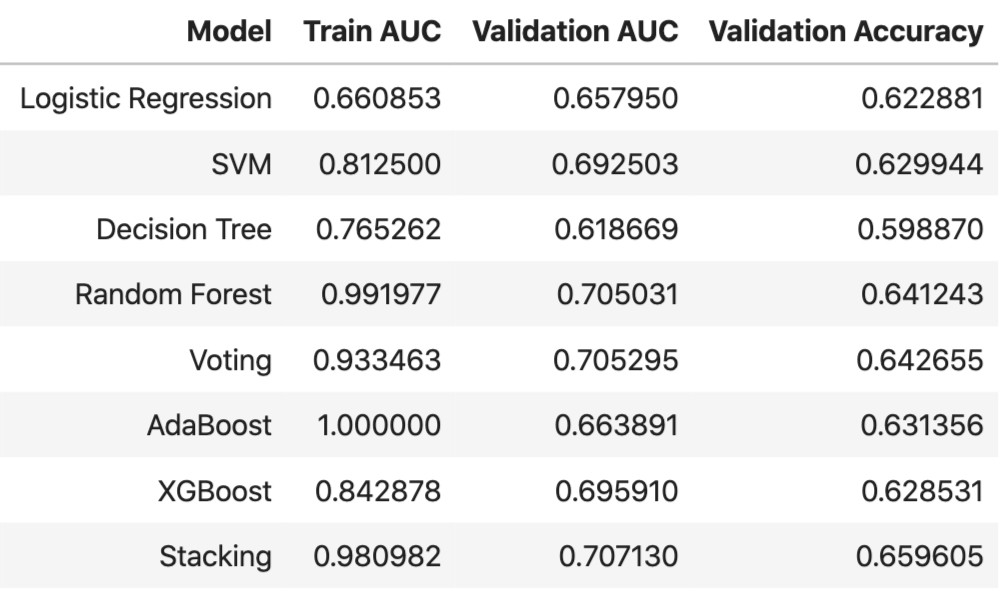 Model Train AUC Validation AUC Validation Accuracy
Logistic Regression 0.660853 0.657950 0.622881
SVM 0.812500 0.692503 0.629944
Decision Tree 0.765262 0.618669 0.598870
Random Forest 0.991977 0.705031 0.641243
Voting 0.933463 0.705295 0.642655
AdaBoost 1.000000 0.663891 0.631356
XGBoost 0.842878 0.695910 0.628531
Stacking 0.980982 0.707130 0.659605